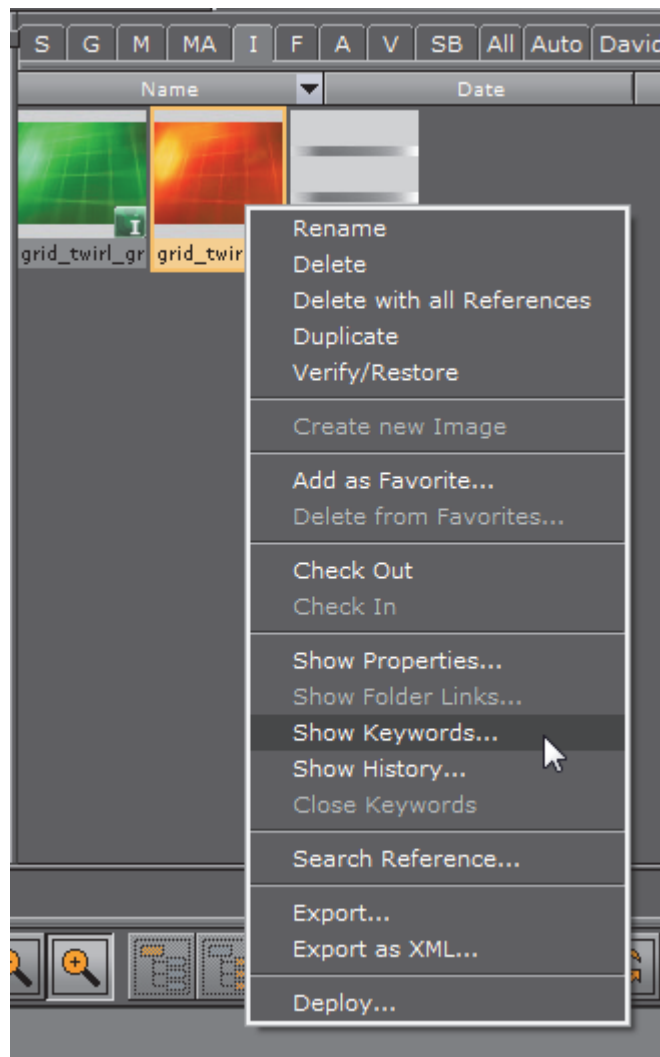 S G M MA I F A V SB All Auto David
Name Date
I
grid_twirl_gr grid_twir
Rename
Delete
Delete with all References
Duplicate
Verify/Restore
Create new Image
Add as Favorite...
Delete from Favorites...
Check Out
Check In
Show Properties...
Show Folder Links...
Show Keywords...
Show History...
Close Keywords
Search Reference...
Export...
Export as XML...
Deploy...